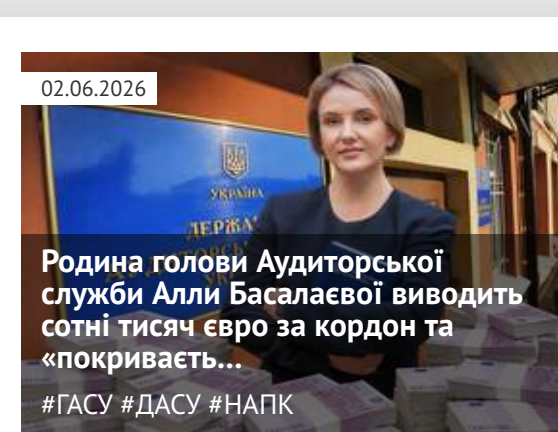 02.06.2026
УКРАЇНА
ДЕРЖА
Родина голови Аудиторської
служби Алли Басалаєвої виводить
сотні тисяч євро за кордон та
«покриваєть...
#ГАСУ #ДАСУ #НАПК